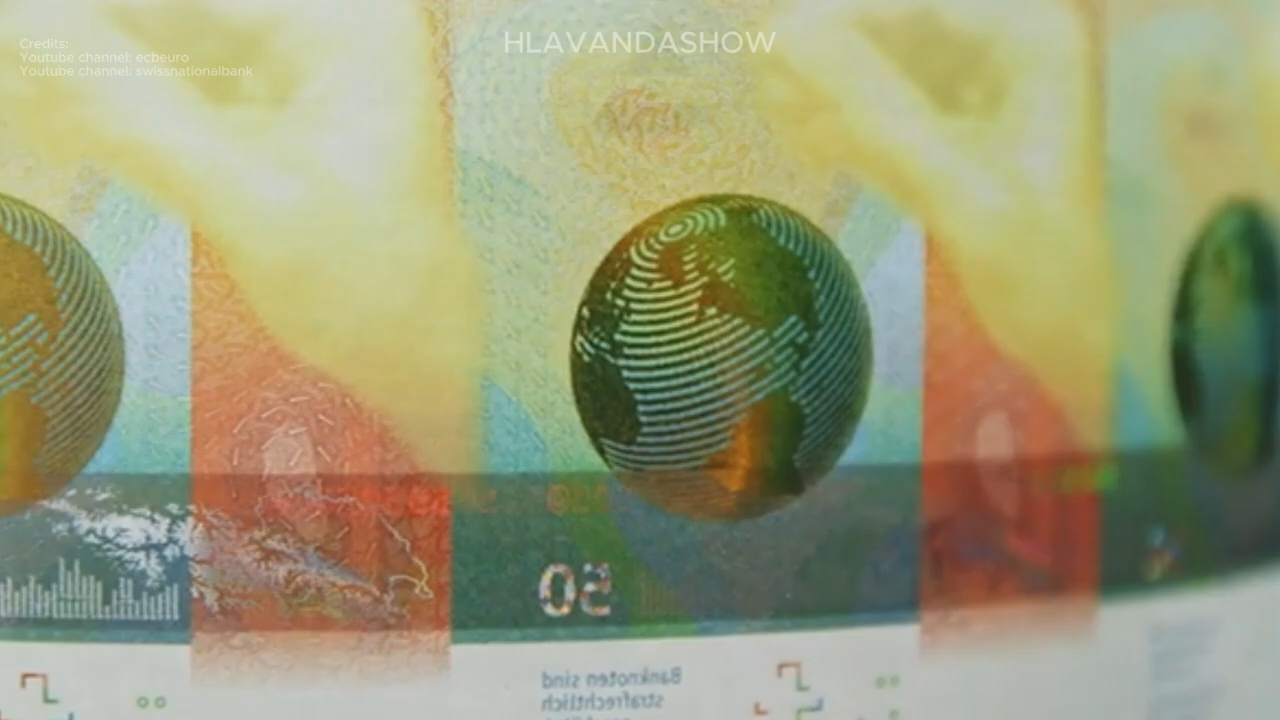 Credits:
Youtube channel: ecbeuro
Youtube channel: swissnationalbank
HLAVANDASHOW
50
Banknoten sind
strafrechtlich